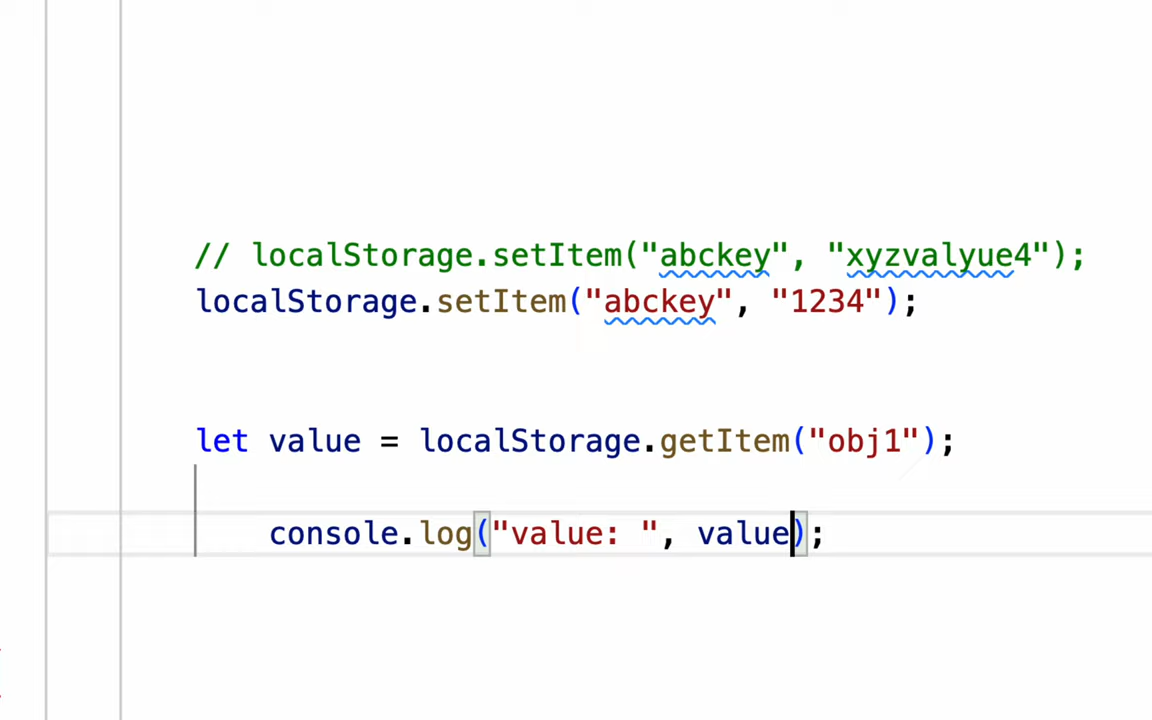 // localStorage.setItem("abckey", "xyzvalyue4");
localStorage.setItem("abckey", "1234");
let value = localStorage.getItem("obj1");
console.log("value: ", value);